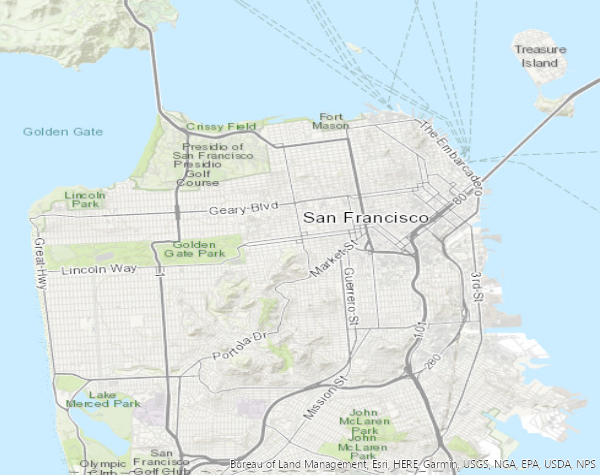 Treasure
Island
Golden Gate
Crissy Field
Fort
Mason
The Embarcadero
Presidio of
San Francisco
Presidio
Golf
Course
Lincoln
Park
Geary Blvd
80
San Francisco
Great Hwy
Golden
Gate Park
Lincoln Way
1
Market St
Guerrero St
3rd St
101
Portola Dr
280
Mission St
Lake
Merced Park
John
McLaren
Park
John
McLaren
Park
Olympic
Club
San
Francisco
Golf Club
Bureau of Land Management, Esri, HERE, Garmin, USGS, NGA, EPA, USDA, NPS